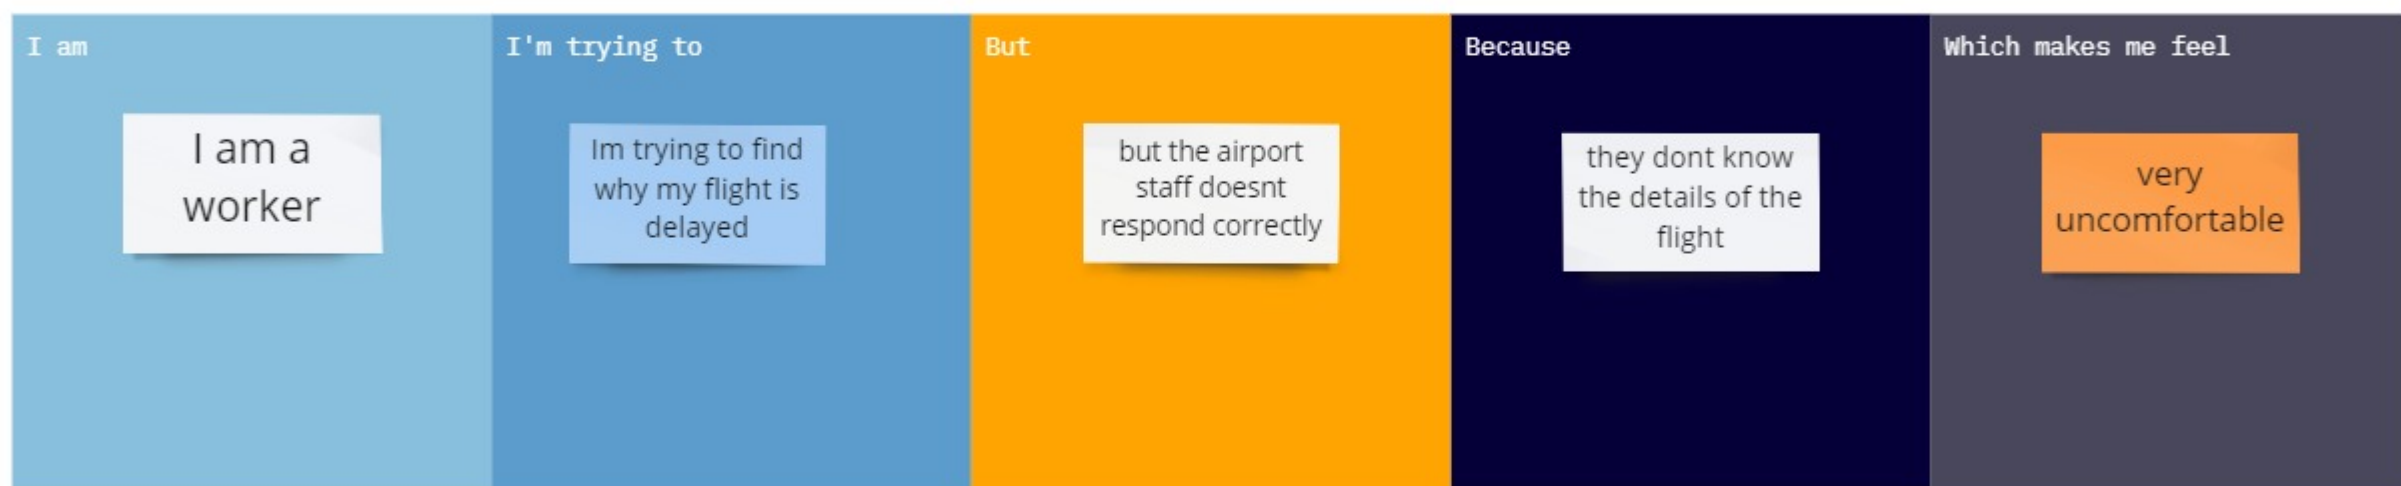 I am
I am a
worker
I'm trying to
Im trying to find
why my flight is
delayed
But
but the airport
staff doesnt
respond correctly
Because
they dont know
the details of the
flight
Which makes me feel
very
uncomfortable